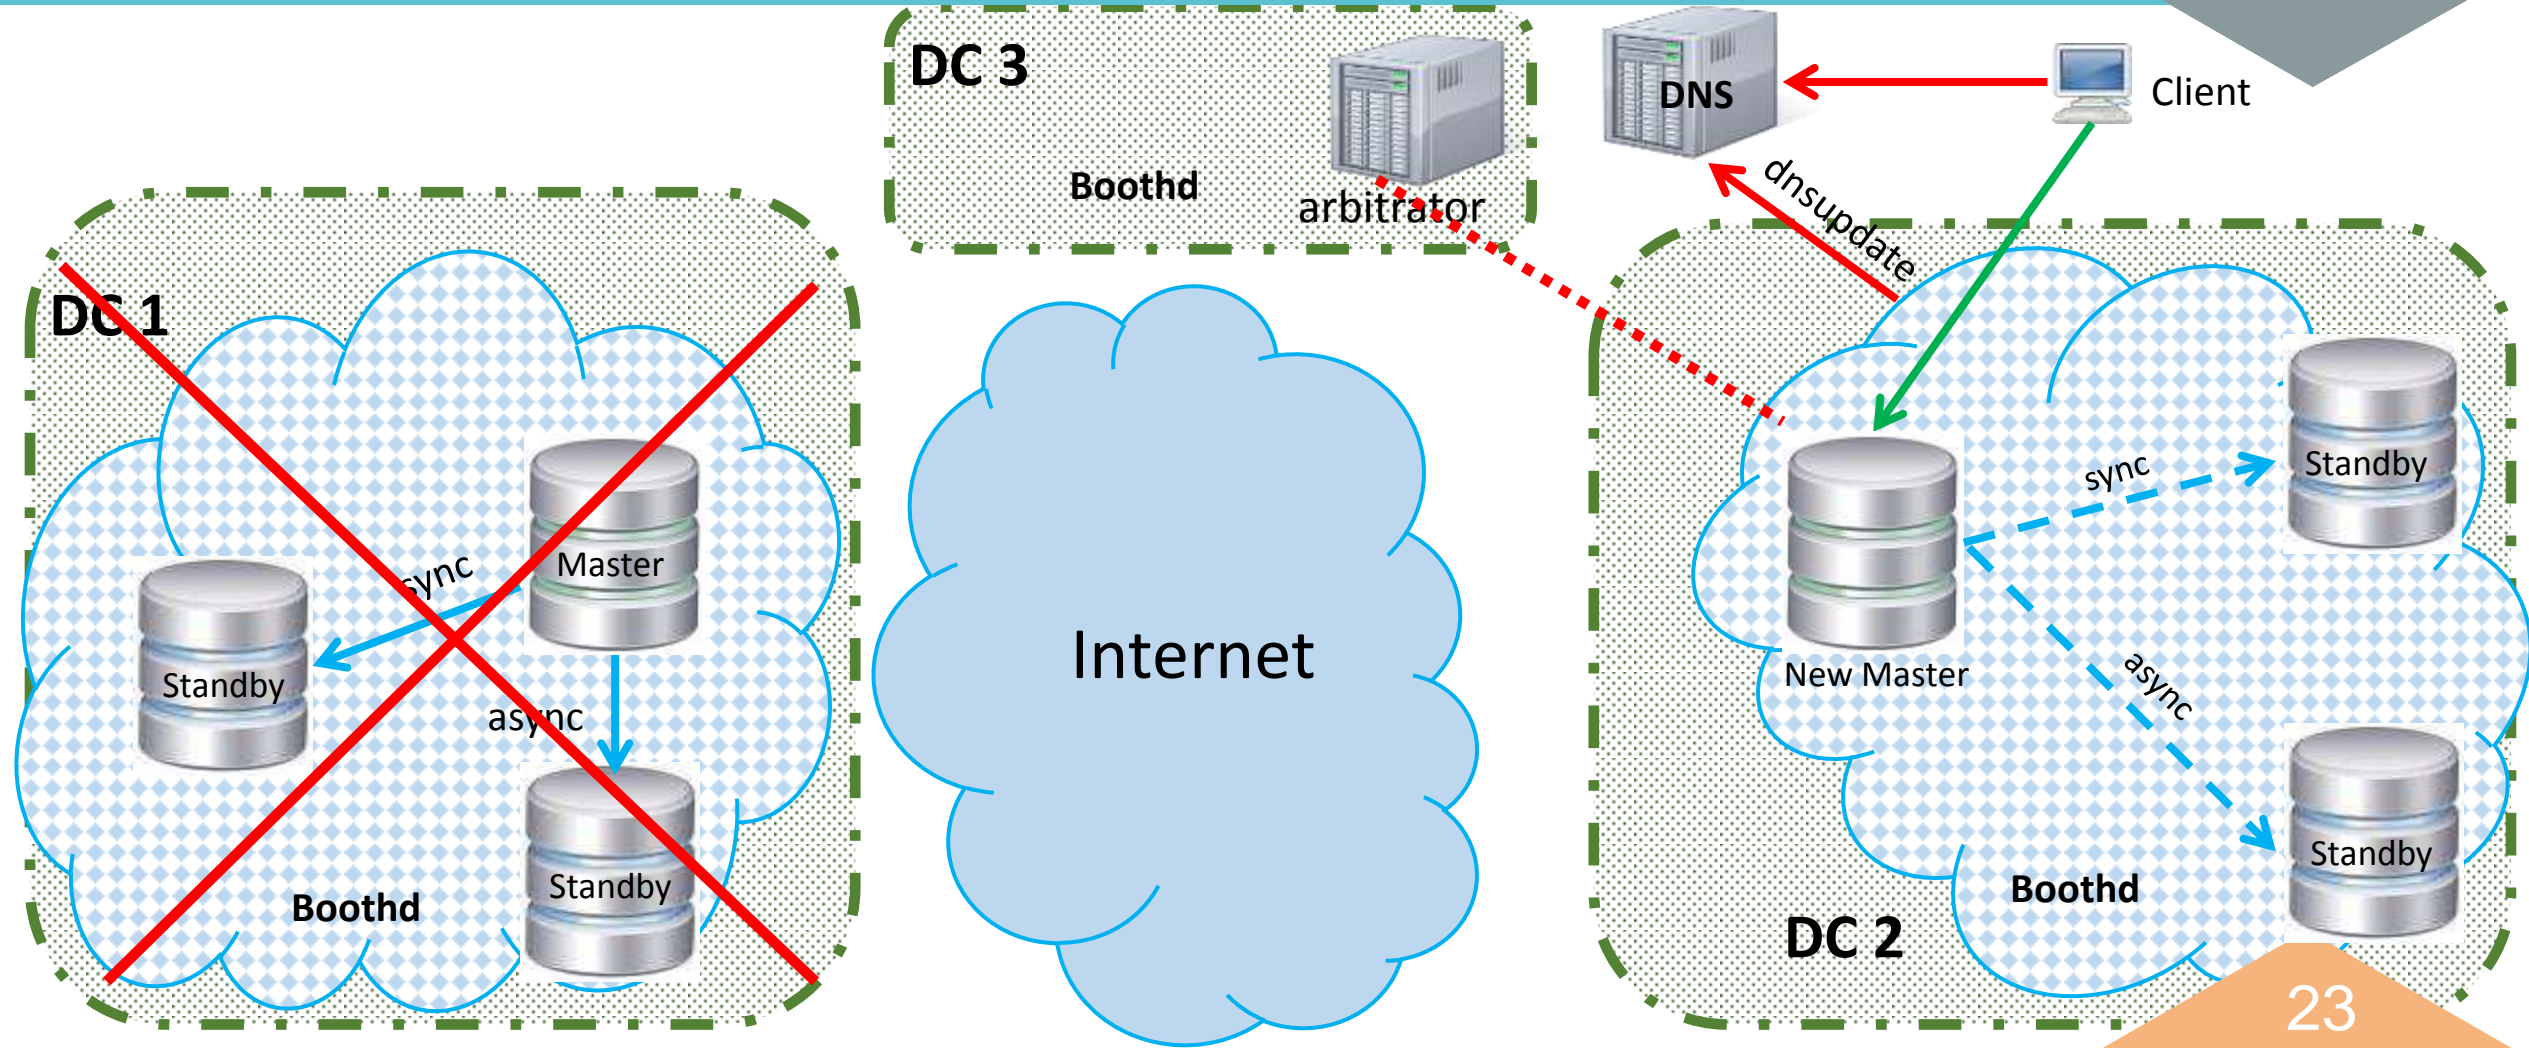 DC 3
Boothd
arbitrator
DNS
Client
dnsupdate
DC 1
sync
Master
Standby
async
Standby
Boothd
Internet
sync
Standby
New Master
async
Standby
Boothd
DC 2
23